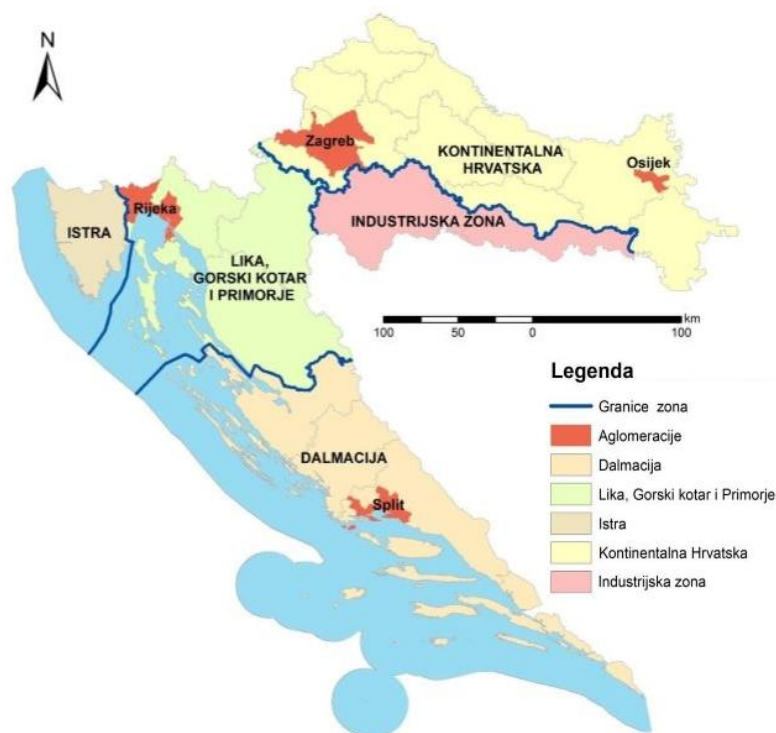 N
Zagreb
KONTINENTALNA
HRVATSKA
Osijek
Rijeka
ISTRA
INDUSTRIJSKA ZONA
LIKA,
GORSKI KOTAR
I PRIMORJE
km
100 50 0 100
DALMACIJA
Split
Legenda
Granice zona
Aglomeracije
Dalmacija
Lika, Gorski kotar i Primorje
Istra
Kontinentalna Hrvatska
Industrijska zona